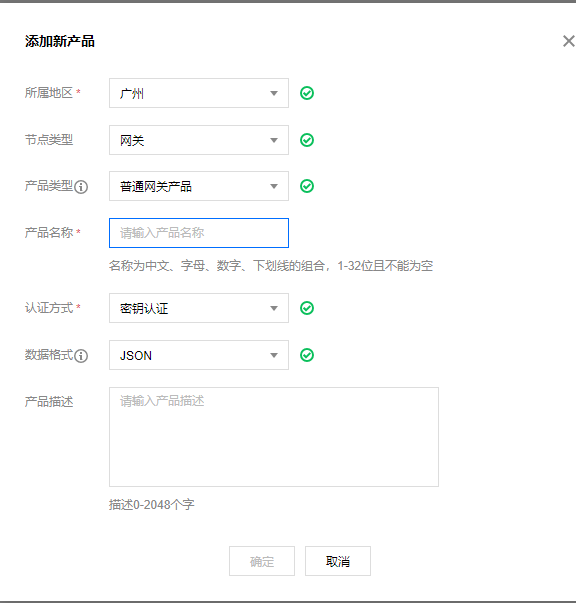 添加新产品
所属地区 * 广州
节点类型 网关
产品类型 普通网关产品
产品名称 * 请输入产品名称
名称为中文、字母、数字、下划线的组合，1-32位且不能为空
认证方式 * 密钥认证
数据格式 JSON
产品描述 请输入产品描述
描述0-2048个字
确定 取消